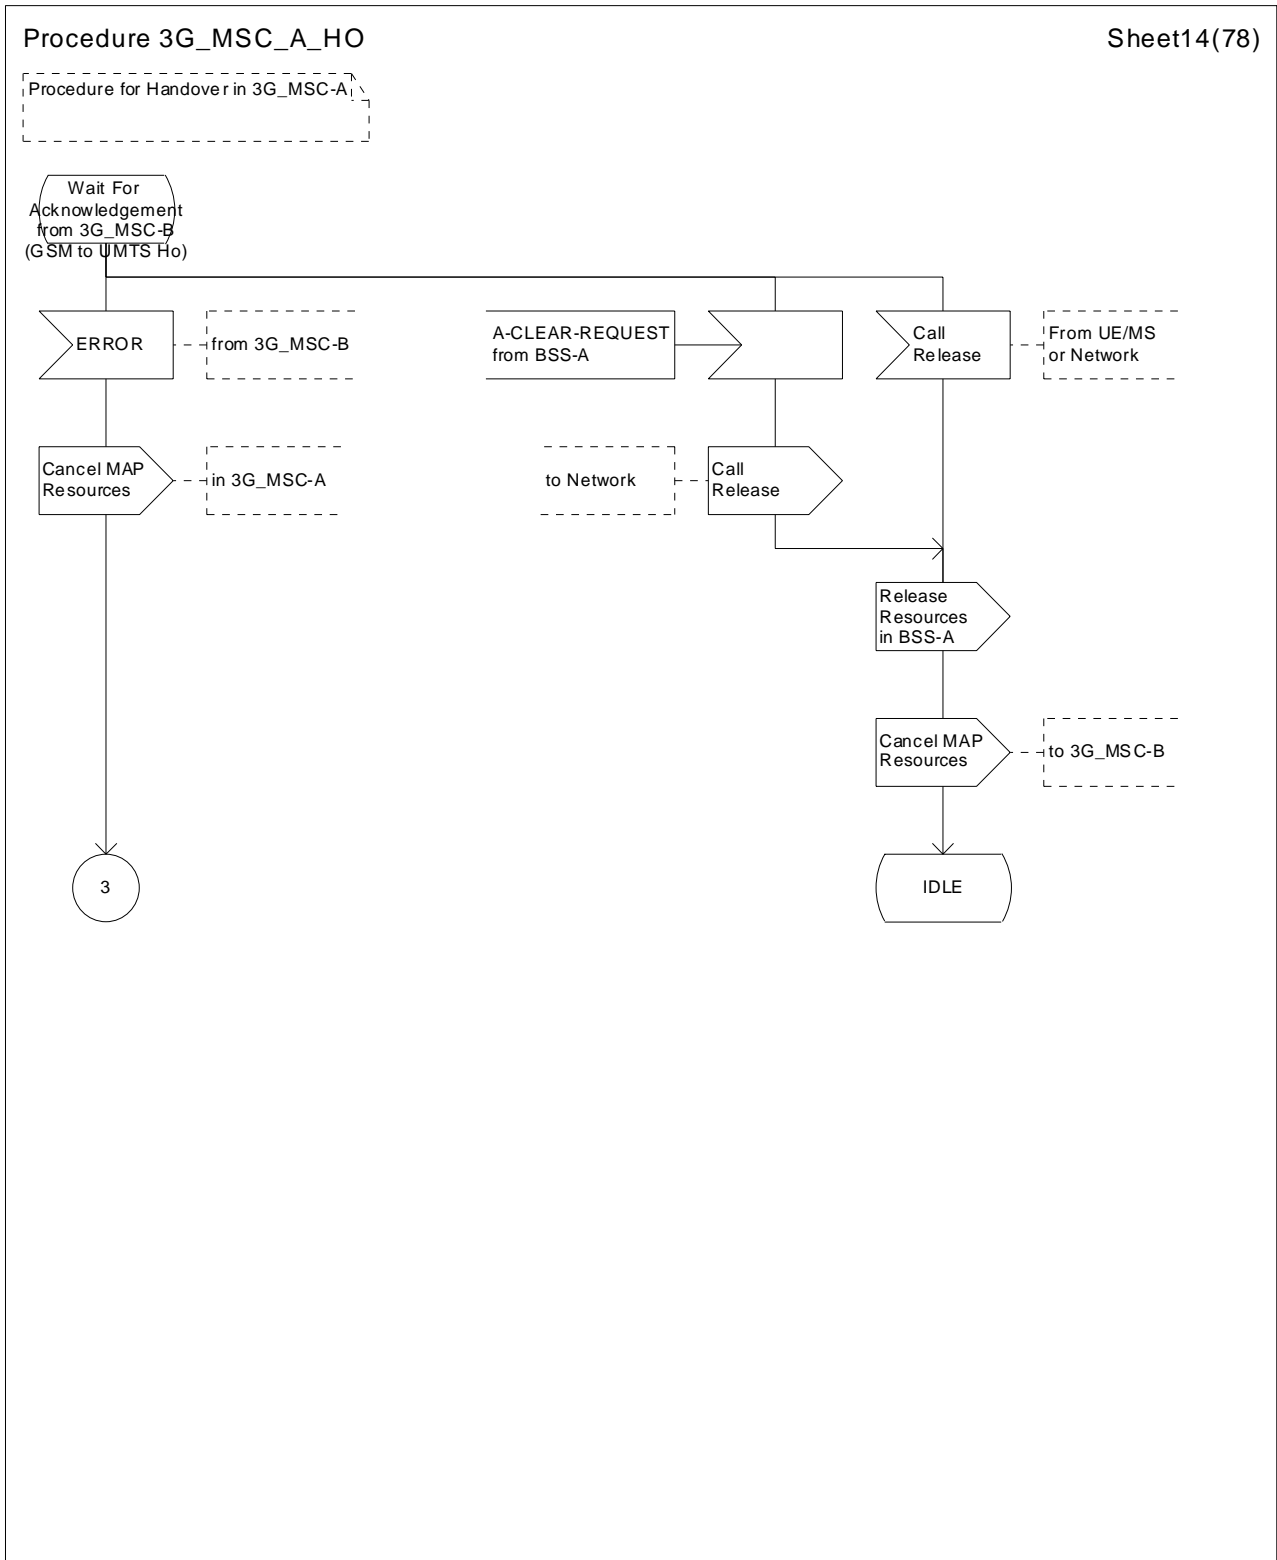 Procedure 3G_MSC_A_HO
Sheet14(78)
Procedure for Handover in 3G_MSC-A
Wait For
Acknowledgement
from 3G_MSC-B
(GSM to UMTS Ho)
ERROR
from 3G_MSC-B
A-CLEAR-REQUEST
from BSS-A
Call
Release
From UE/MS
or Network
Cancel MAP
Resources
in 3G_MSC-A
to Network
Call
Release
Release
Resources
in BSS-A
Cancel MAP
Resources
to 3G_MSC-B
3
IDLE